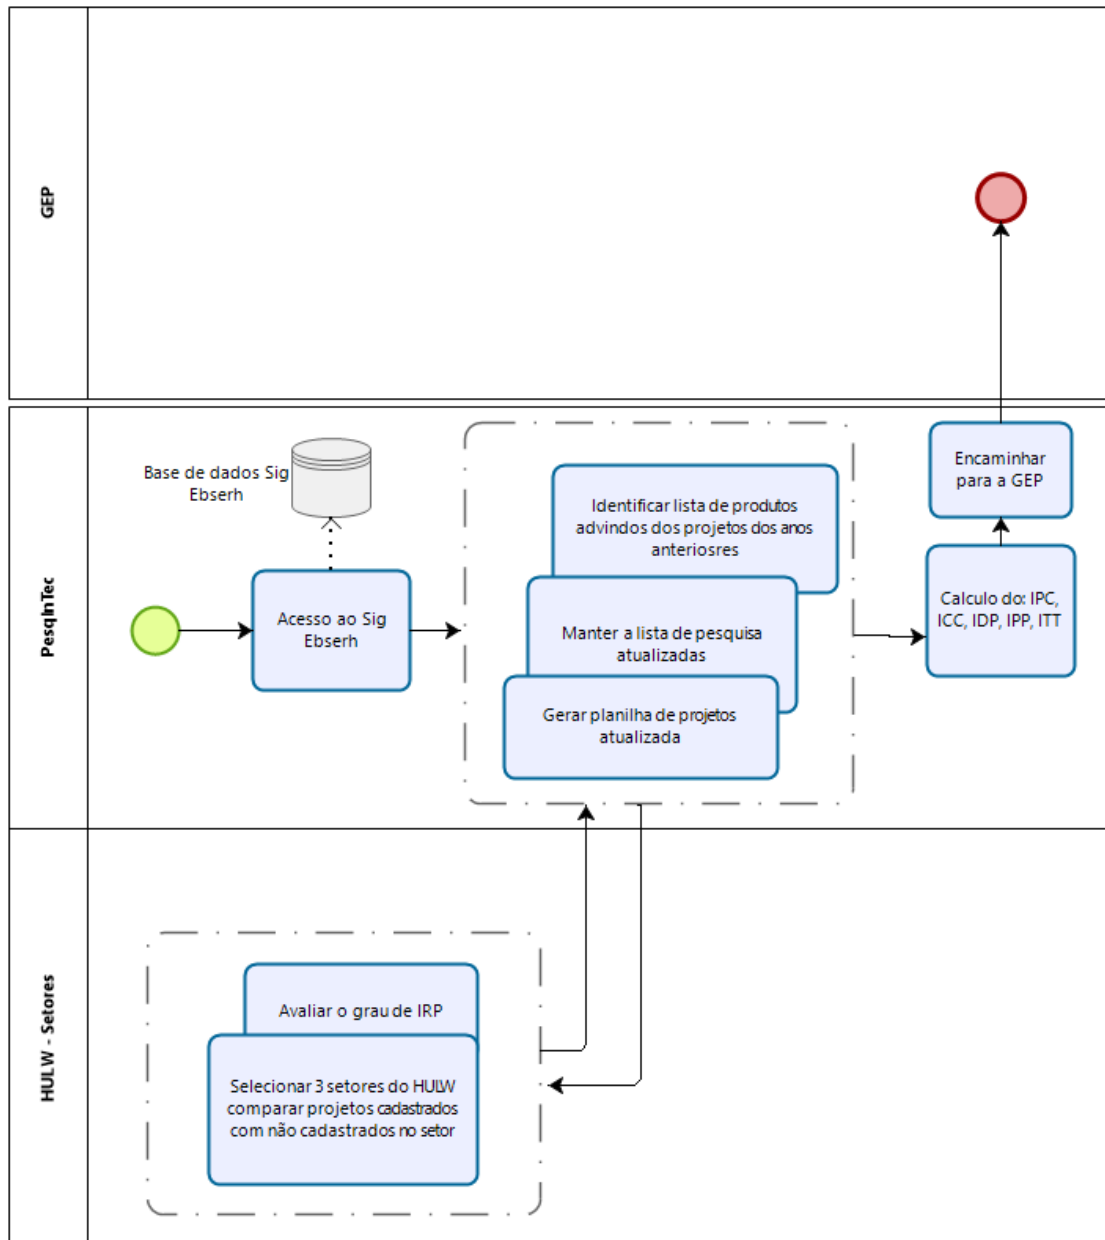 GEP
PesqInTec
Base de dados Sig
Ebserh
Acesso ao Sig
Ebserh
Identificar lista de produtos
advindos dos projetos dos anos
anteriosres
Manter a lista de pesquisa
atualizadas
Gerar planilha de projetos
atualizada
Encaminhar
para a GEP
Calculo do: IPC,
ICC, IDP, IPP, ITT
HULW - Setores
Avaliar o grau de IRP
Selecionar 3 setores do HULW
comparar projetos cadastrados
com não cadastrados no setor